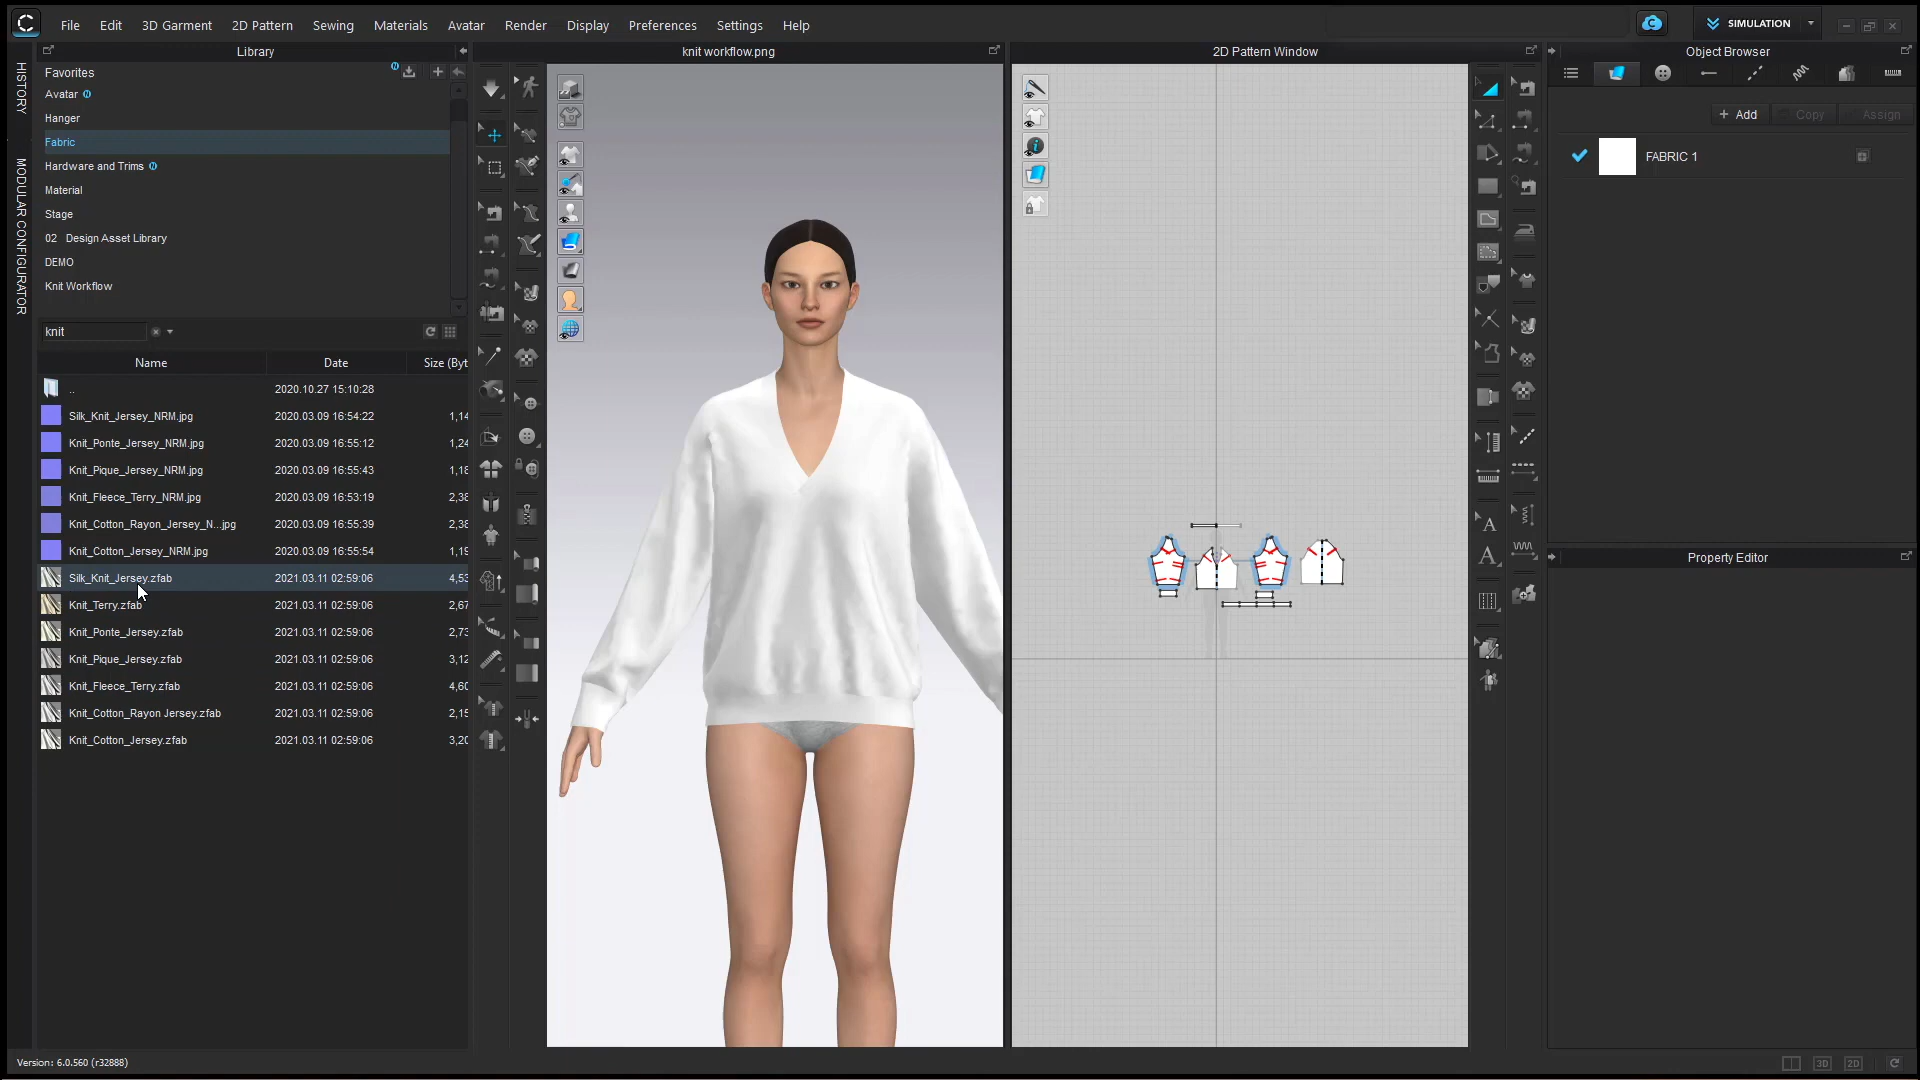 File Edit 3D Garment 2D Pattern Sewing Materials Avatar Render Display Preferences Settings Help
SIMULATION
Library
knit workflow.png
2D Pattern Window
Object Browser
HISTORY
MODULAR CONFIGURATOR
Favorites
Avatar
Hanger
Fabric
Hardware and Trims
Material
Stage
02 Design Asset Library
DEMO
Knit Workflow
knit
Name Date Size (Byt
.. 2020.10.27 15:10:28
Silk_Knit_Jersey_NRM.jpg 2020.03.09 16:54:22 1,14
Knit_Ponte_Jersey_NRM.jpg 2020.03.09 16:55:12 1,24
Knit_Pique_Jersey_NRM.jpg 2020.03.09 16:55:43 1,18
Knit_Fleece_Terry_NRM.jpg 2020.03.09 16:53:19 2,38
Knit_Cotton_Rayon_Jersey_N...jpg 2020.03.09 16:55:39 2,38
Knit_Cotton_Jersey_NRM.jpg 2020.03.09 16:55:54 1,19
Silk_Knit_Jersey.zfab 2021.03.11 02:59:06 4,53
Knit_Terry.zfab 2021.03.11 02:59:06 2,67
Knit_Ponte_Jersey.zfab 2021.03.11 02:59:06 2,73
Knit_Pique_Jersey.zfab 2021.03.11 02:59:06 3,12
Knit_Fleece_Terry.zfab 2021.03.11 02:59:06 4,60
Knit_Cotton_Rayon Jersey.zfab 2021.03.11 02:59:06 2,15
Knit_Cotton_Jersey.zfab 2021.03.11 02:59:06 3,20
+ Add Copy Assign
FABRIC 1
Property Editor
Version: 6.0.560 (r32888)
3D 2D